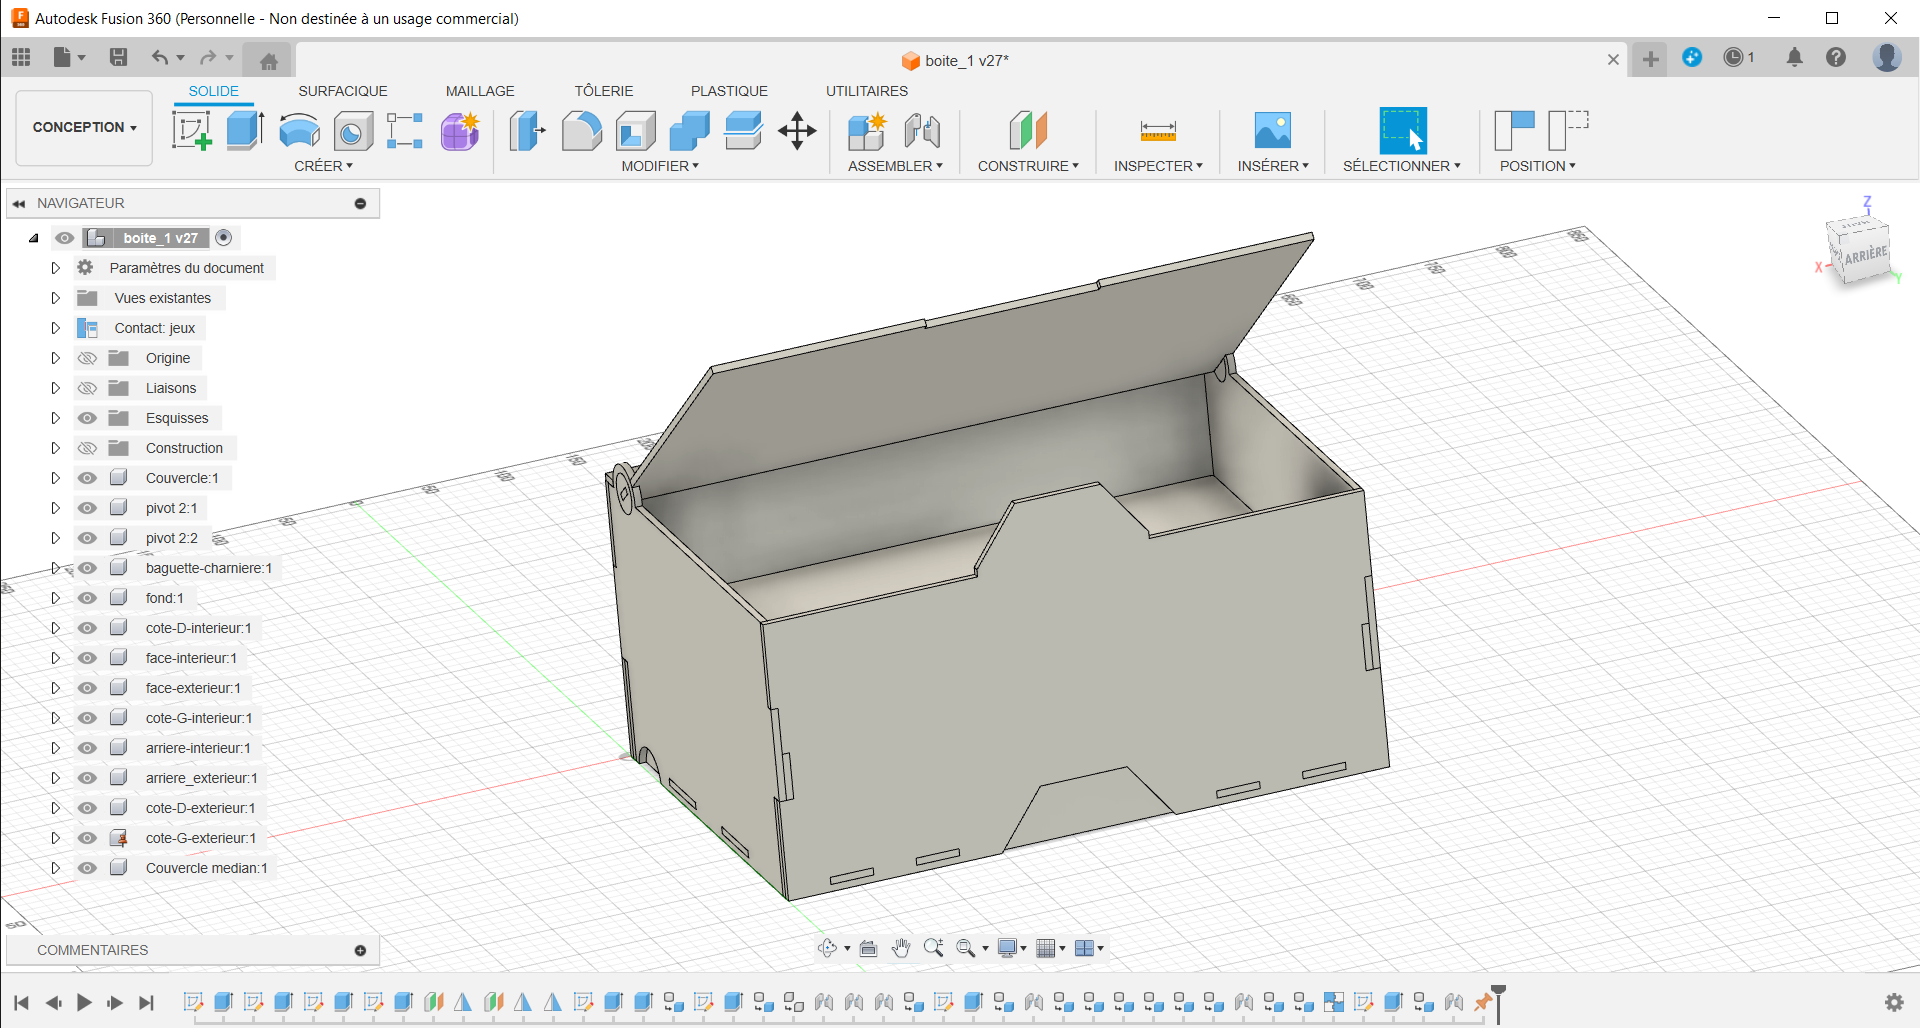 Autodesk Fusion 360 (Personnelle - Non destinée à un usage commercial)
boite_1 v27*
1
SOLIDE SURFACIQUE MAILLAGE TÔLERIE PLASTIQUE UTILITAIRES
CONCEPTION
CRÉER MODIFIER ASSEMBLER CONSTRUIRE INSPECTER INSÉRER SÉLECTIONNER POSITION
NAVIGATEUR
boite_1 v27
Paramètres du document
Vues existantes
Contact: jeux
Origine
Liaisons
Esquisses
Construction
Couvercle:1
pivot 2:1
pivot 2:2
baguette-charniere:1
fond:1
cote-D-interieur:1
face-interieur:1
face-exterieur:1
cote-G-interieur:1
arriere-interieur:1
arriere_exterieur:1
cote-D-exterieur:1
cote-G-exterieur:1
Couvercle median:1
Z
HAUT
ARRIÈRE
X
Y
COMMENTAIRES